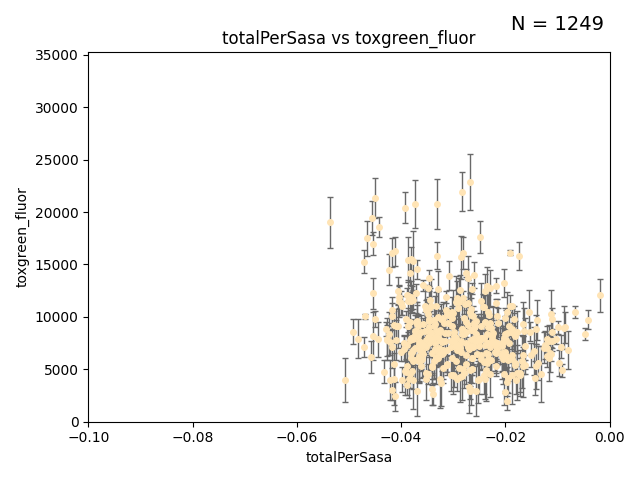 N = 1249
totalPerSasa vs toxgreen_fluor
35000
30000
25000
20000
15000
10000
5000
0
toxgreen_fluor
−0.10 −0.08 −0.06 −0.04 −0.02 0.00
totalPerSasa